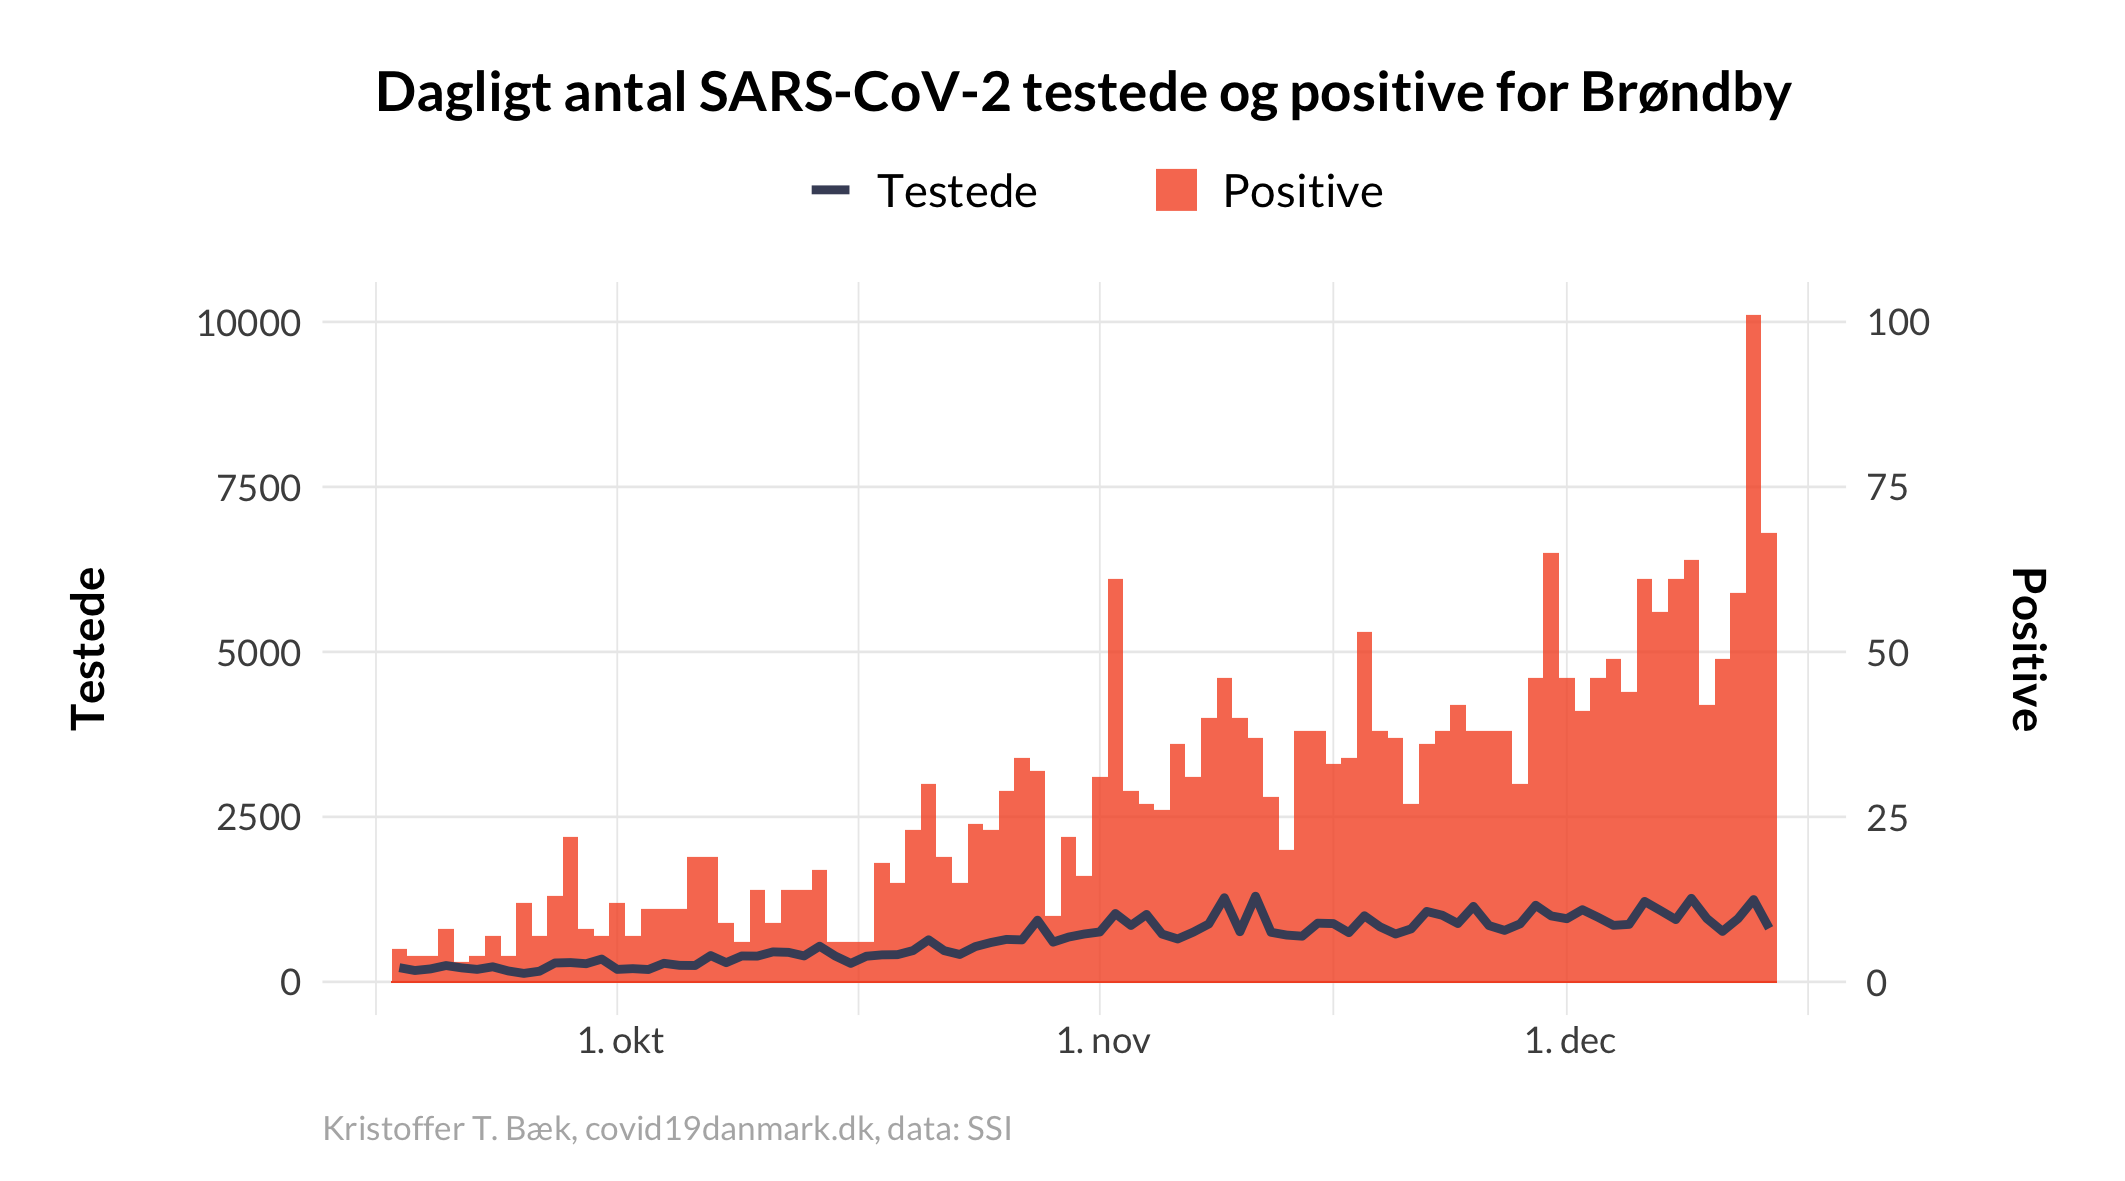 Dagligt antal SARS-CoV-2 testede og positive for Brøndby
Testede Positive
10000 100
7500 75
5000 50
2500 25
0 0
Testede
Positive
1. okt 1. nov 1. dec
Kristoffer T. Bæk, covid19danmark.dk, data: SSI